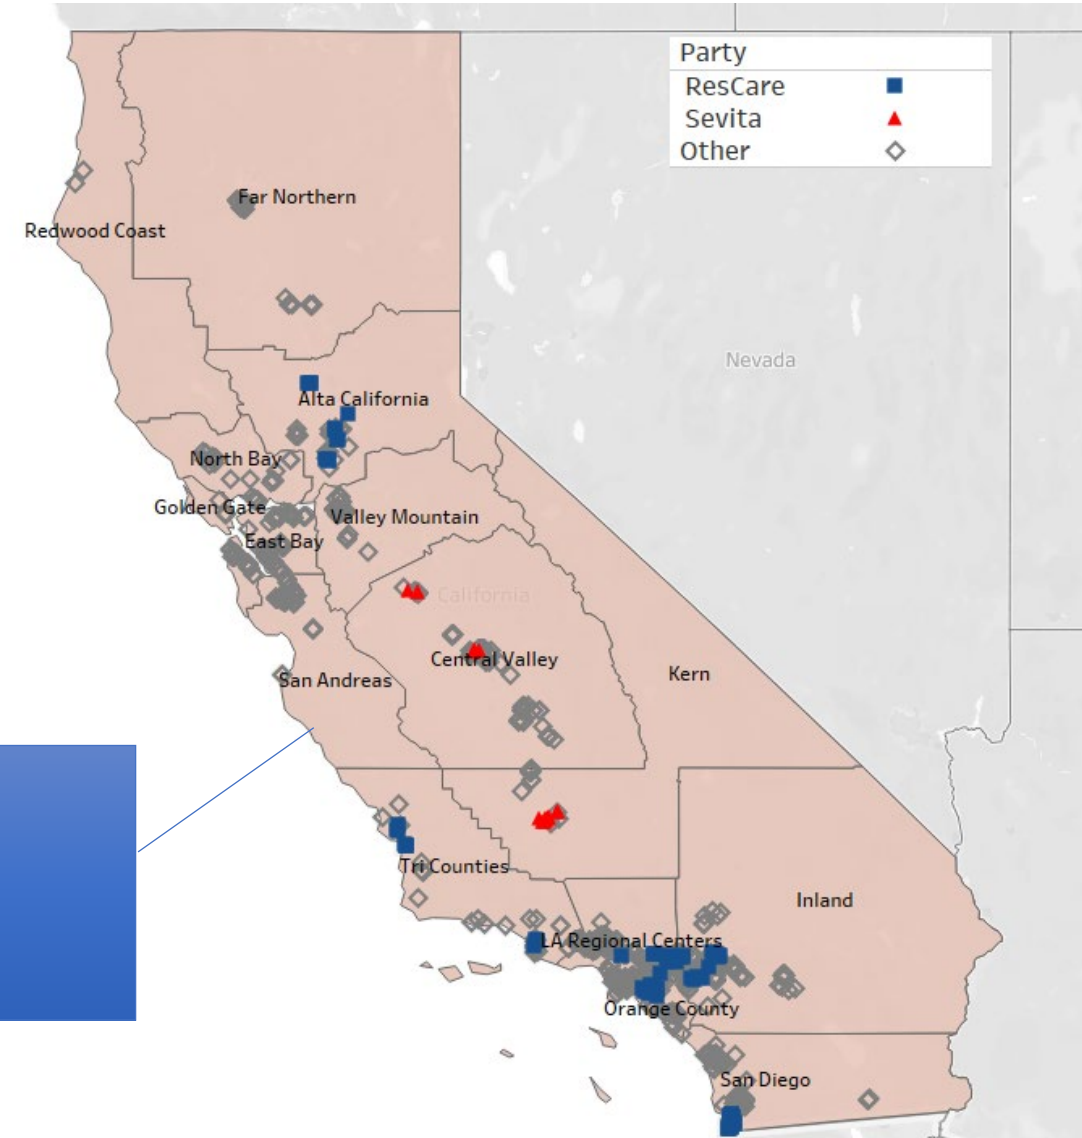 Party
ResCare
Sevita
Other
Far Northern
Redwood Coast
Nevada
Alta California
North Bay
Golden Gate
Valley Mountain
East Bay
California
Central Valley
Kern
San Andreas
Tri Counties
Inland
LA Regional Centers
Orange County
San Diego